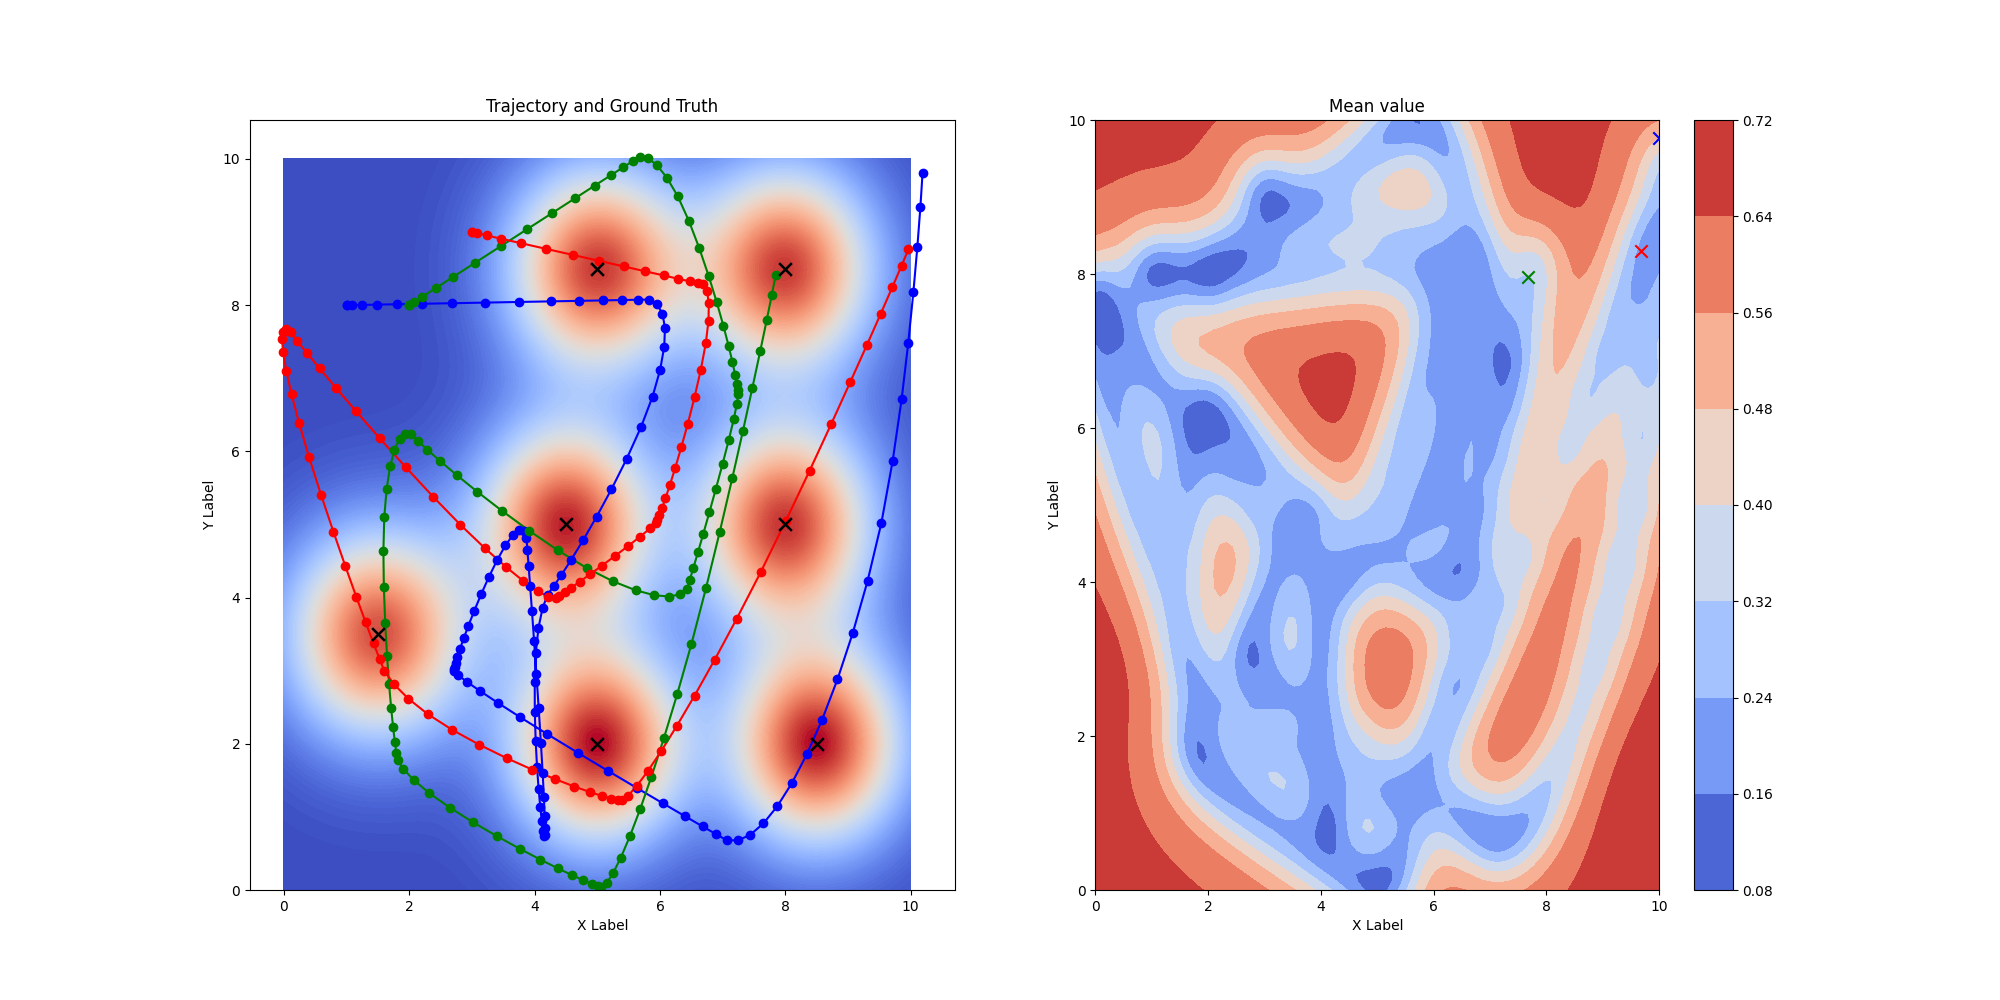 Trajectory and Ground Truth
10
8
6
4
2
0
Y Label
0 2 4 6 8 10
X Label
Mean value
10
8
6
4
2
0
Y Label
0 2 4 6 8 10
X Label
0.72
0.64
0.56
0.48
0.40
0.32
0.24
0.16
0.08